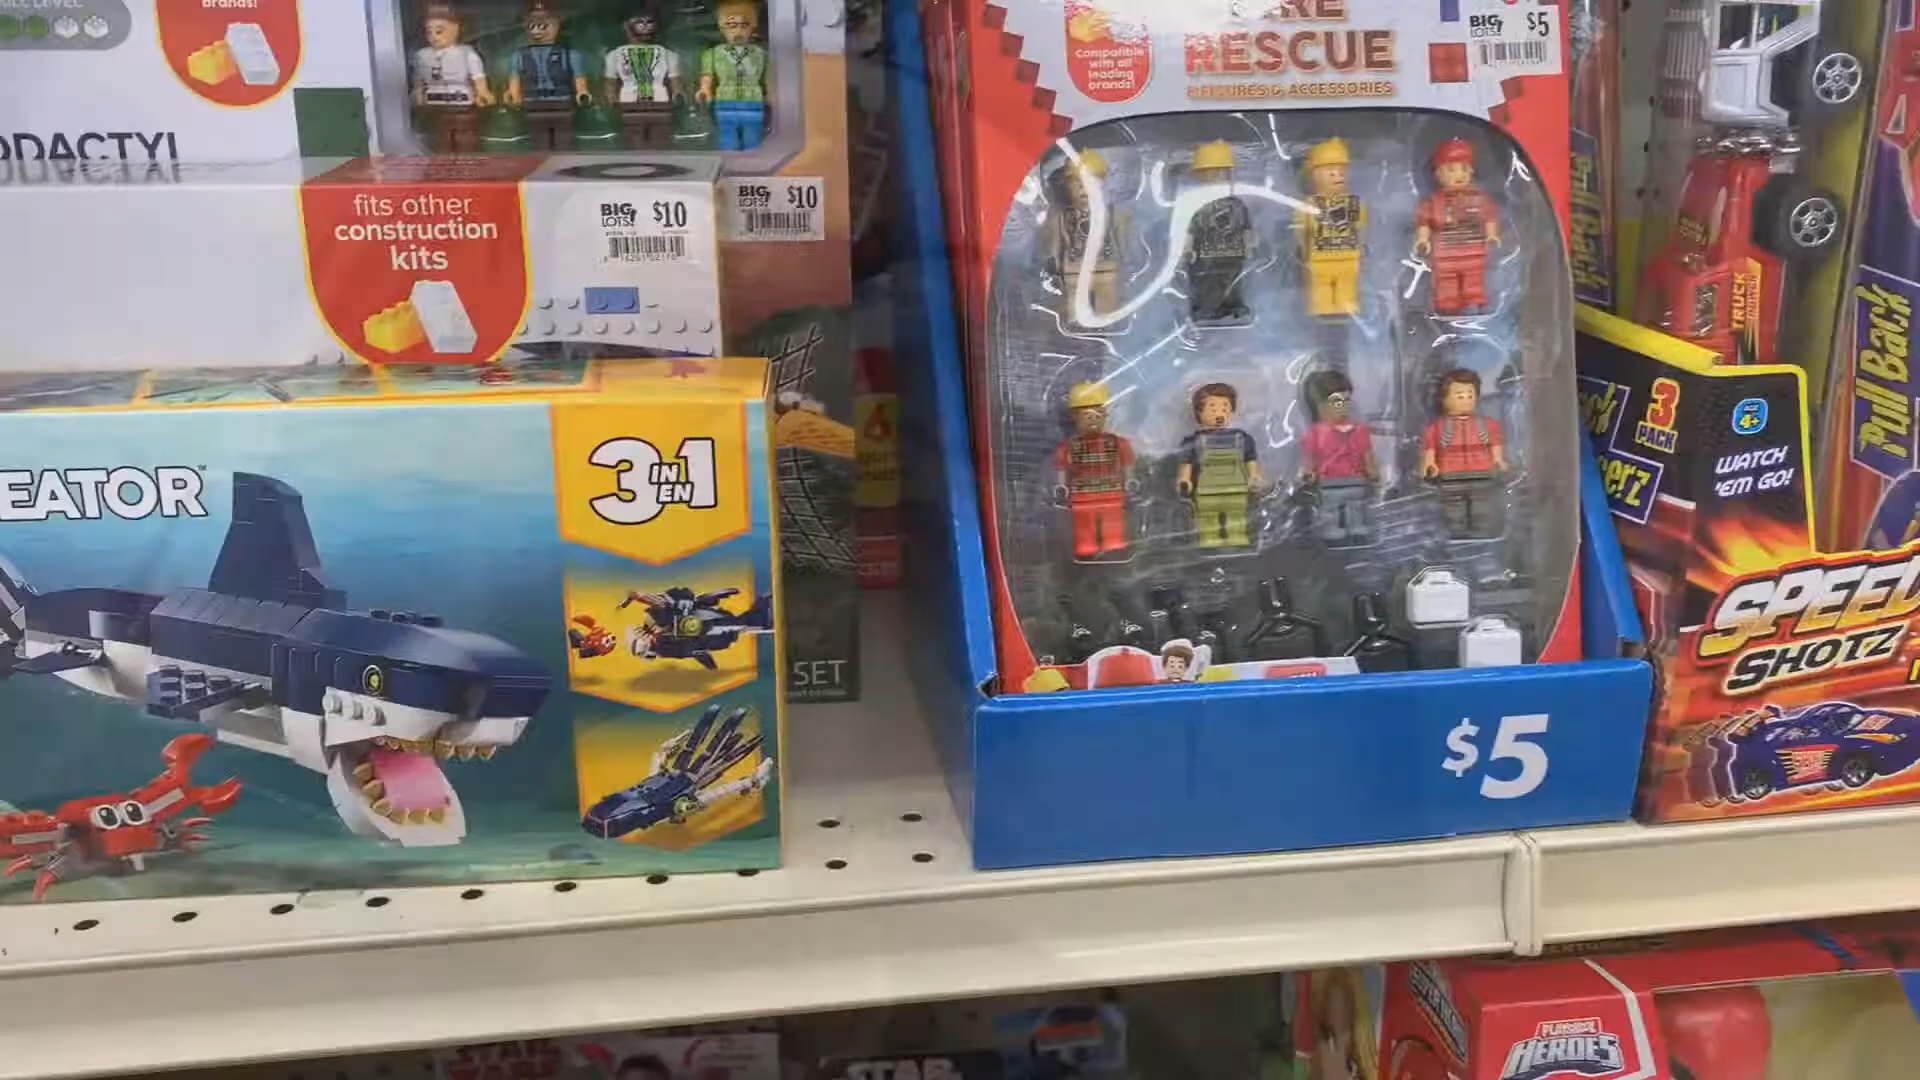 brands!
ODACTYL
fits other
construction
kits
BIG
LOTS!
$10
BIG
LOTS!
$10
EATOR
3 IN 1
EN
SET
RESCUE
FIGURES & ACCESSORIES
Compatible
with all
leading
brands!
BIG
LOTS!
$5
$5
TRUCK
Pull Back
3
PACK
AGE
4+
WATCH
'EM GO!
SPEED
SHOTZ
STAR
PLAYSKOOL
HEROES